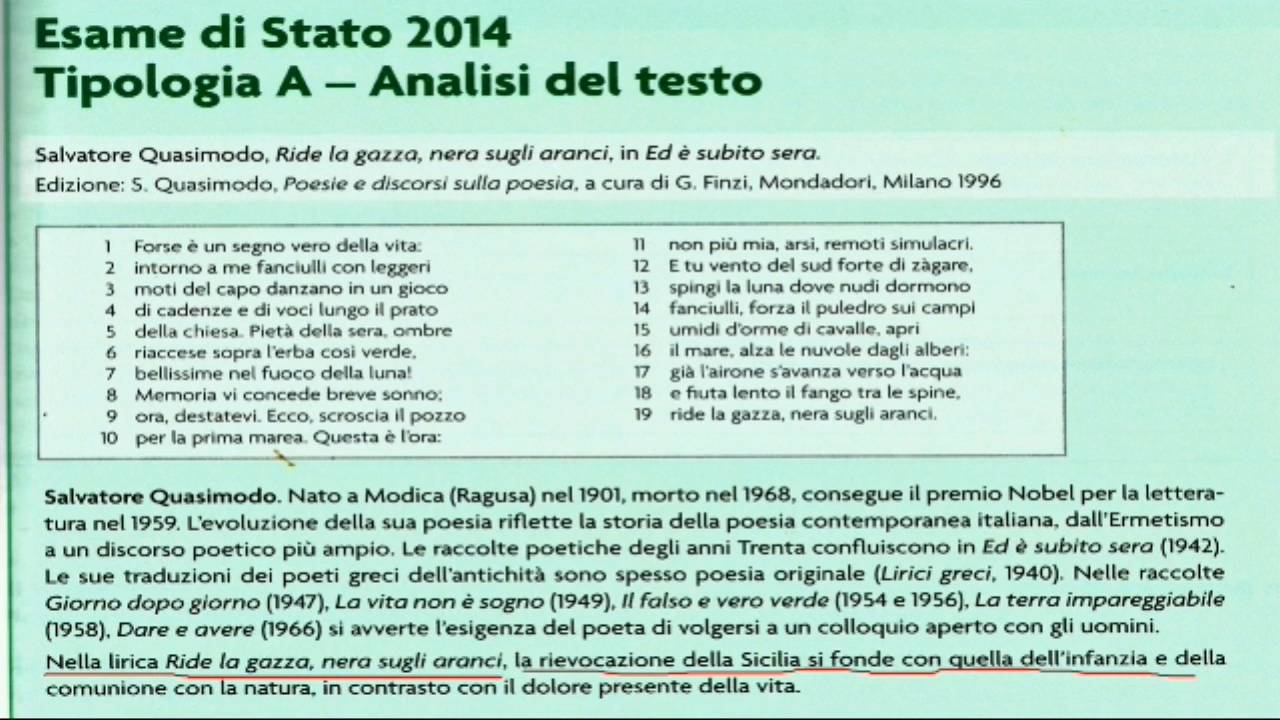 Esame di Stato 2014
Tipologia A – Analisi del testo
Salvatore Quasimodo, Ride la gazza, nera sugli aranci, in Ed è subito sera.
Edizione: S. Quasimodo, Poesie e discorsi sulla poesia, a cura di G. Finzi, Mondadori, Milano 1996
1 Forse è un segno vero della vita:
2 intorno a me fanciulli con leggeri
3 moti del capo danzano in un gioco
4 di cadenze e di voci lungo il prato
5 della chiesa. Pietà della sera, ombre
6 riaccese sopra l'erba così verde,
7 bellissime nel fuoco della luna!
8 Memoria vi concede breve sonno;
9 ora, destatevi. Ecco, scroscia il pozzo
10 per la prima marea. Questa è l'ora:
11 non più mia, arsi, remoti simulacri.
12 E tu vento del sud forte di zàgare,
13 spingi la luna dove nudi dormono
14 fanciulli, forza il puledro sui campi
15 umidi d'orme di cavalle, apri
16 il mare, alza le nuvole dagli alberi:
17 già l'airone s'avanza verso l'acqua
18 e fiuta lento il fango tra le spine,
19 ride la gazza, nera sugli aranci.
Salvatore Quasimodo. Nato a Modica (Ragusa) nel 1901, morto nel 1968, consegue il premio Nobel per la lettera-
tura nel 1959. L'evoluzione della sua poesia riflette la storia della poesia contemporanea italiana, dall'Ermetismo
a un discorso poetico più ampio. Le raccolte poetiche degli anni Trenta confluiscono in Ed è subito sera (1942).
Le sue traduzioni dei poeti greci dell'antichità sono spesso poesia originale (Lirici greci, 1940). Nelle raccolte
Giorno dopo giorno (1947), La vita non è sogno (1949), Il falso e vero verde (1954 e 1956), La terra impareggiabile
(1958), Dare e avere (1966) si avverte l'esigenza del poeta di volgersi a un colloquio aperto con gli uomini.
Nella lirica Ride la gazza, nera sugli aranci, la rievocazione della Sicilia si fonde con quella dell'infanzia e della
comunione con la natura, in contrasto con il dolore presente della vita.